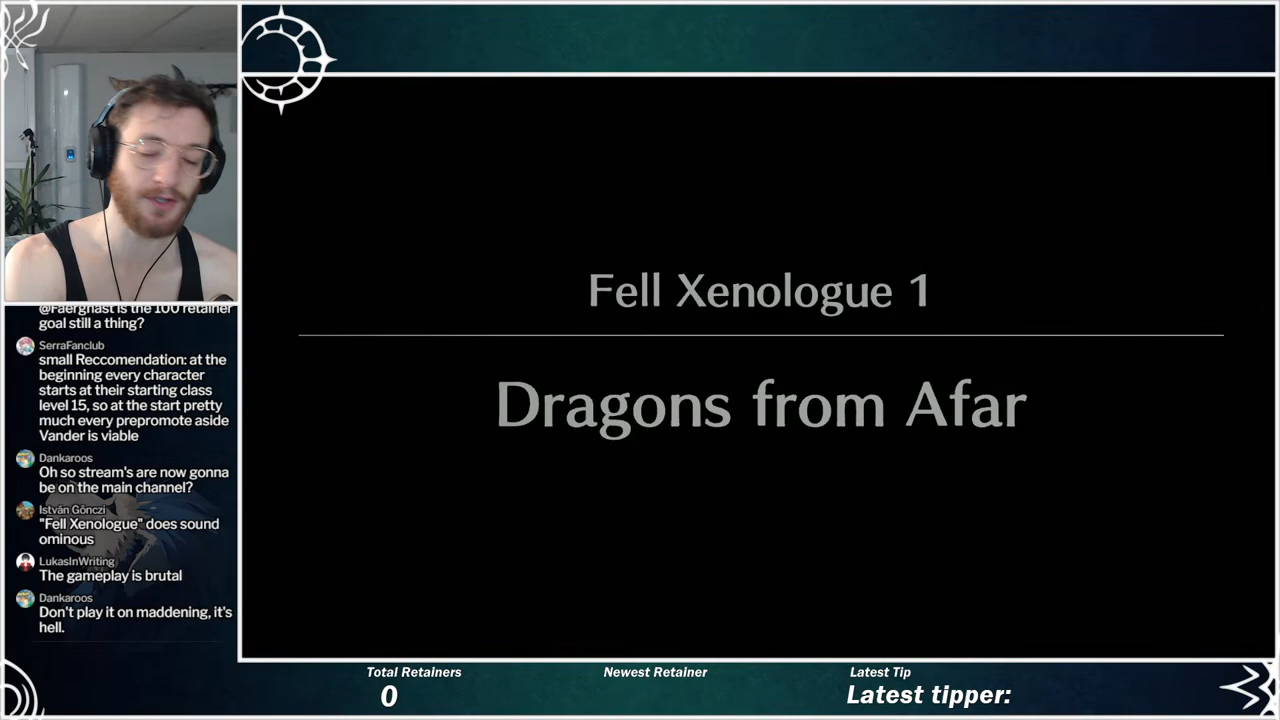 @Faerghast is the 100 retainer
goal still a thing?
SerraFanclub
small Reccomendation: at the
beginning every character
starts at their starting class
level 15, so at the start pretty
much every prepromote aside
Vander is viable
Dankaroos
Oh so stream's are now gonna
be on the main channel?
István Gönczi
"Fell Xenologue" does sound
ominous
LukasInWriting
The gameplay is brutal
Dankaroos
Don't play it on maddening, it's
hell.
Fell Xenologue 1
Dragons from Afar
Total Retainers
0
Newest Retainer
Latest Tip
Latest tipper: